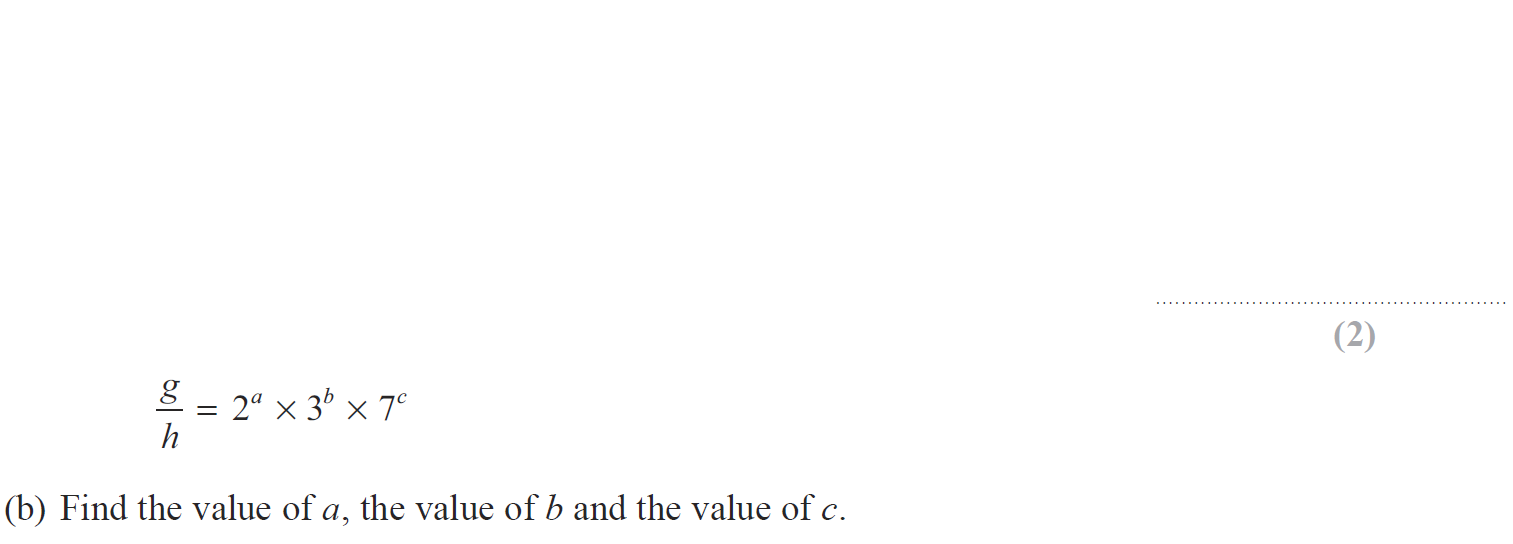 ........................................................
(2)
g/h = 2^a × 3^b × 7^c
(b) Find the value of a, the value of b and the value of c.